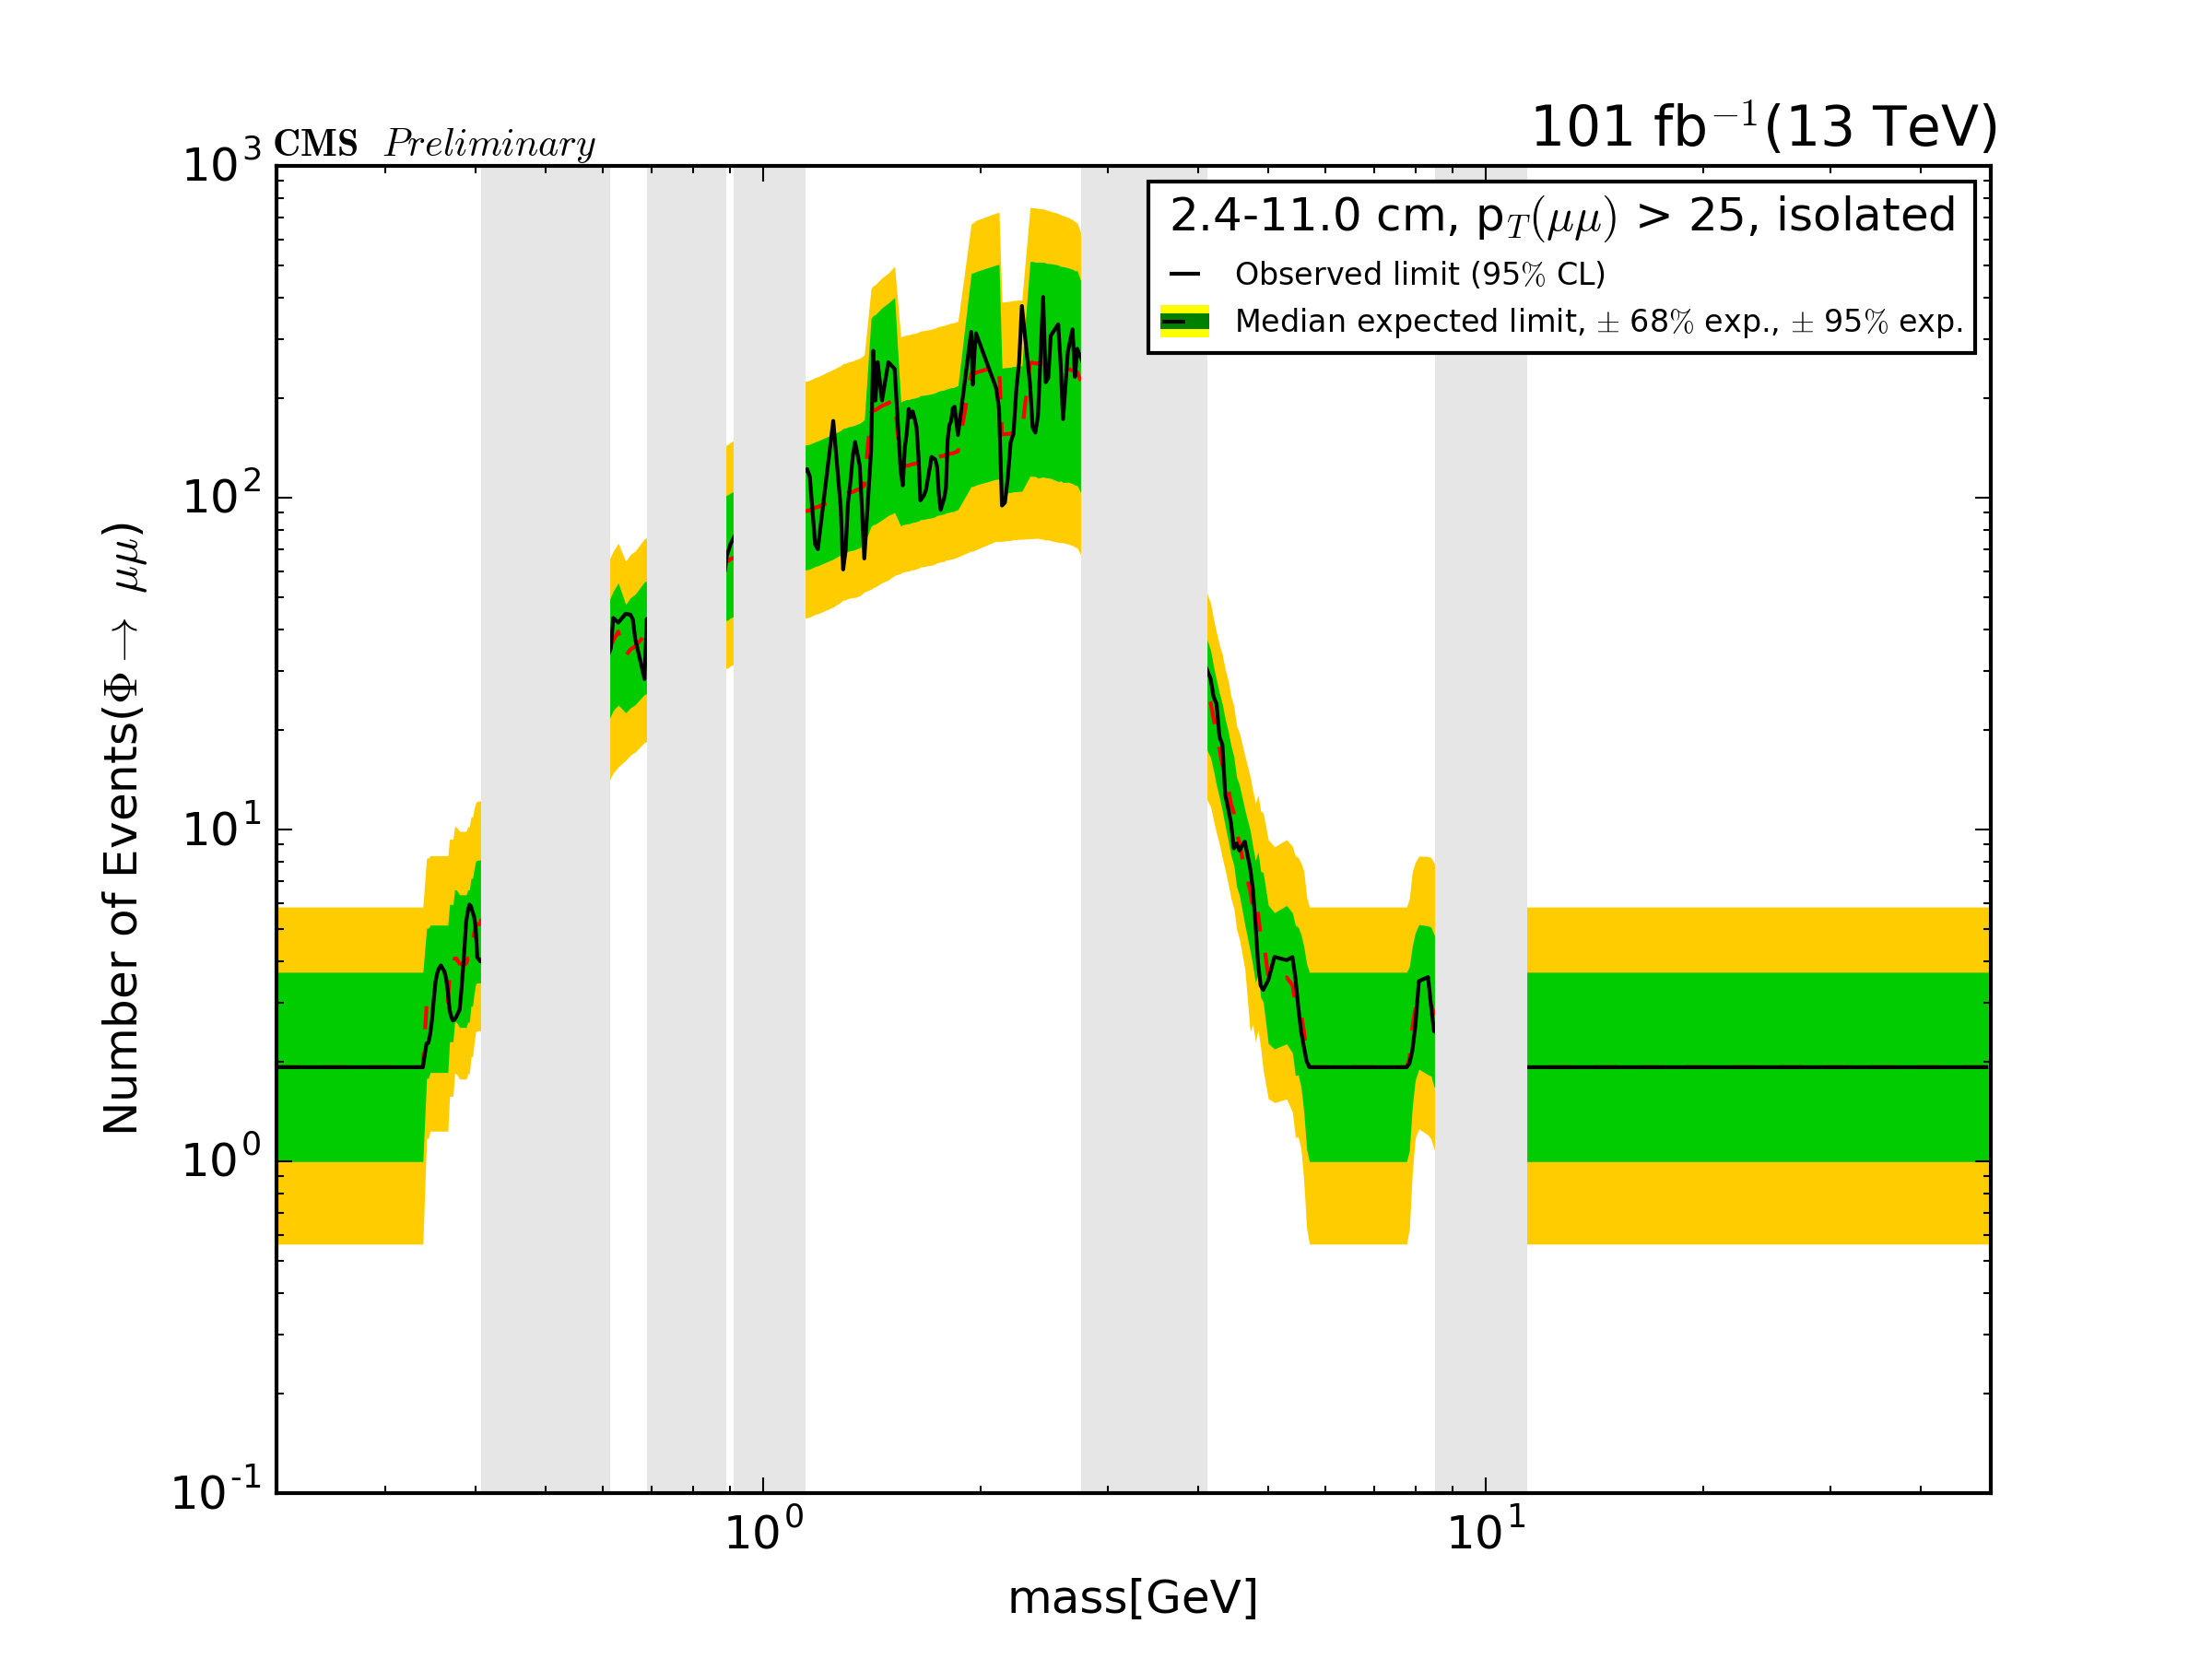 CMS Preliminary
101 fb⁻¹(13 TeV)
2.4-11.0 cm, p_T(μμ) > 25, isolated
Observed limit (95% CL)
Median expected limit, ± 68% exp., ± 95% exp.
Number of Events(Φ → μμ)
10³
10²
10¹
10⁰
10⁻¹
10⁰ 10¹
mass[GeV]